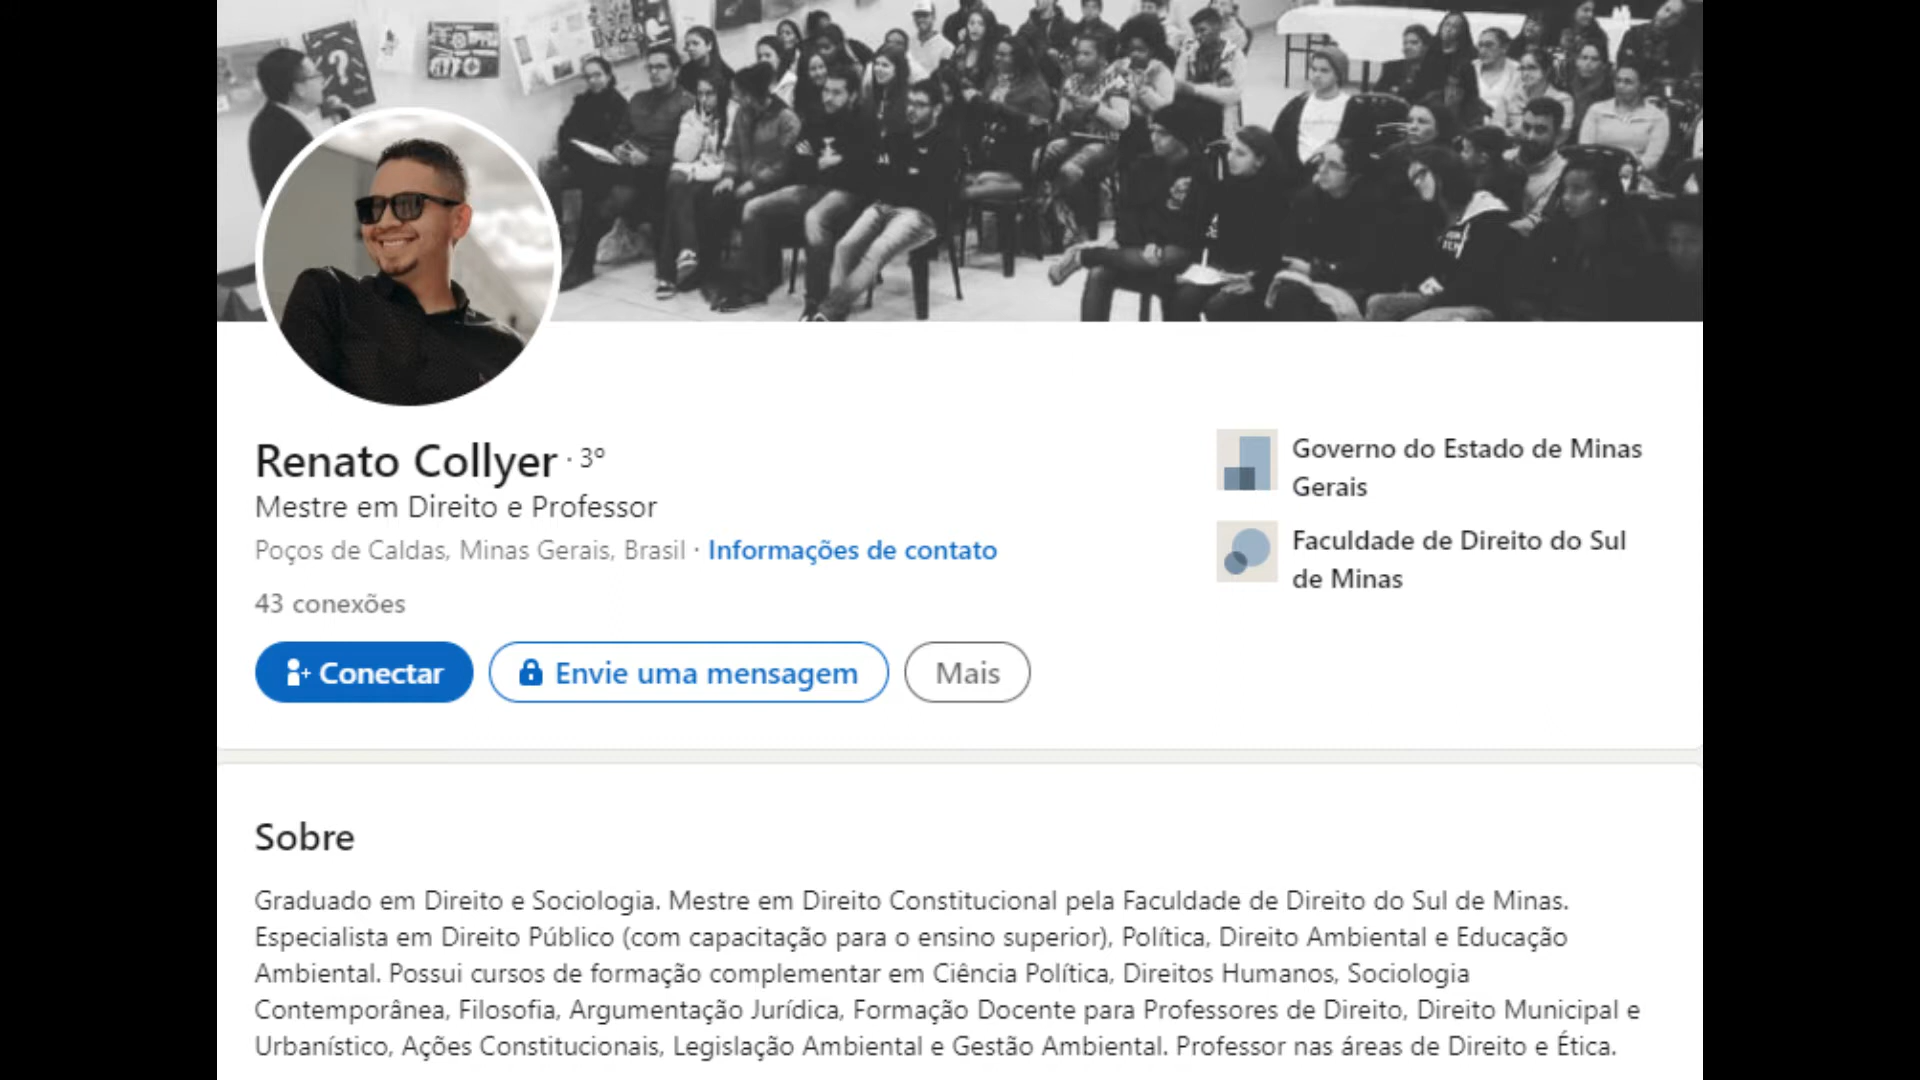 Renato Collyer · 3º
Mestre em Direito e Professor
Poços de Caldas, Minas Gerais, Brasil · Informações de contato
43 conexões
Conectar
Envie uma mensagem
Mais
Governo do Estado de Minas
Gerais
Faculdade de Direito do Sul
de Minas
Sobre
Graduado em Direito e Sociologia. Mestre em Direito Constitucional pela Faculdade de Direito do Sul de Minas.
Especialista em Direito Público (com capacitação para o ensino superior), Política, Direito Ambiental e Educação
Ambiental. Possui cursos de formação complementar em Ciência Política, Direitos Humanos, Sociologia
Contemporânea, Filosofia, Argumentação Jurídica, Formação Docente para Professores de Direito, Direito Municipal e
Urbanístico, Ações Constitucionais, Legislação Ambiental e Gestão Ambiental. Professor nas áreas de Direito e Ética.